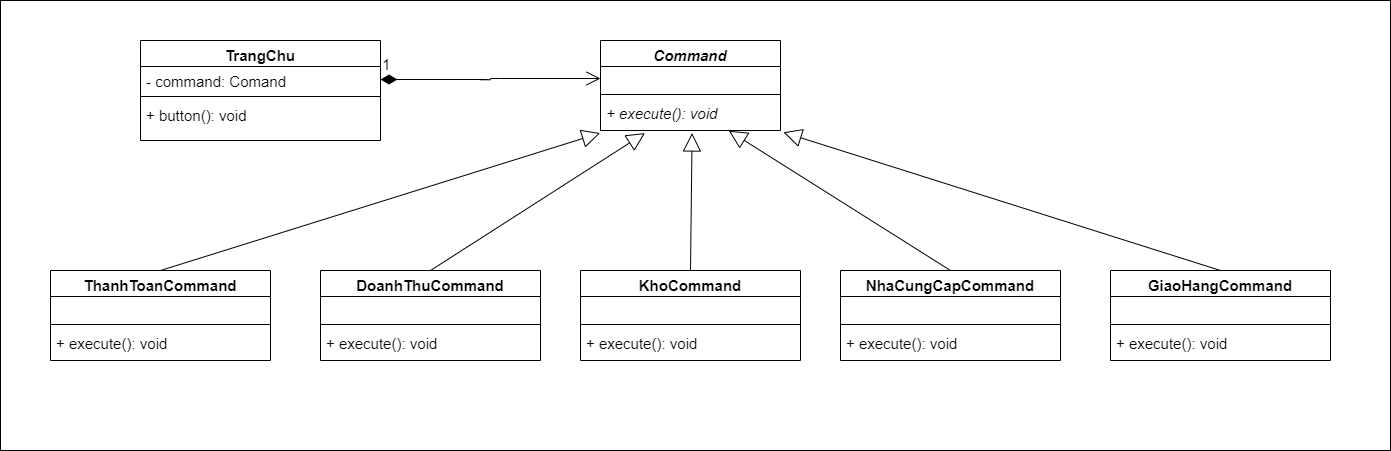 TrangChu
- command: Comand
+ button(): void
1
Command
+ execute(): void
ThanhToanCommand
+ execute(): void
DoanhThuCommand
+ execute(): void
KhoCommand
+ execute(): void
NhaCungCapCommand
+ execute(): void
GiaoHangCommand
+ execute(): void